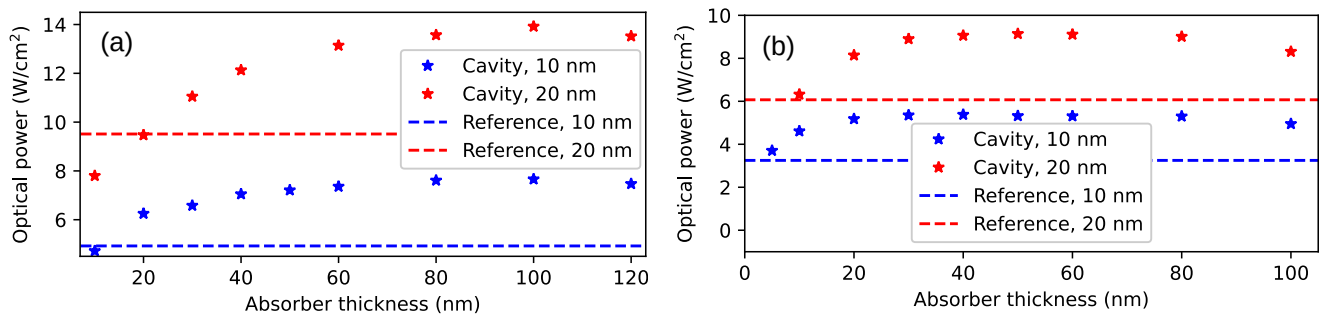 (a)
Optical power (W/cm²)
14
12
10
8
6
20
40
60
80
100
120
Absorber thickness (nm)
Cavity, 10 nm
Cavity, 20 nm
Reference, 10 nm
Reference, 20 nm
(b)
Optical power (W/cm²)
10
8
6
4
2
0
0
20
40
60
80
100
Absorber thickness (nm)
Cavity, 10 nm
Cavity, 20 nm
Reference, 10 nm
Reference, 20 nm